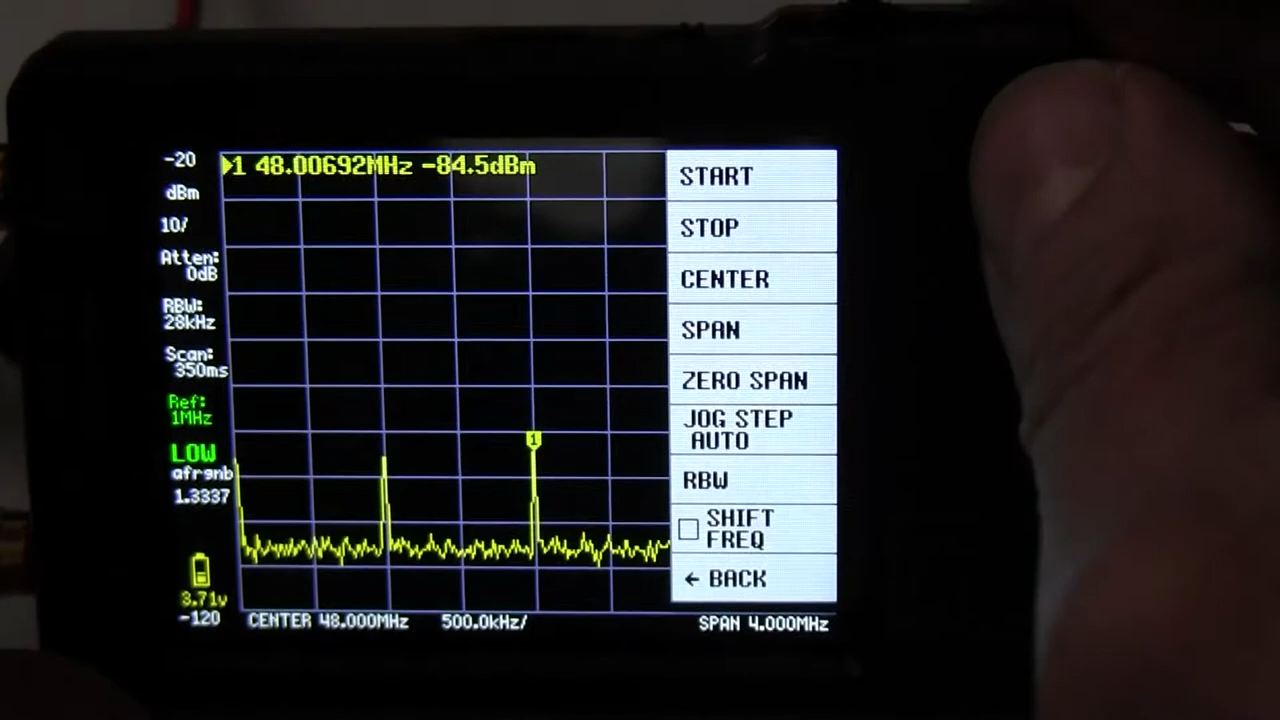 -20
dBm
10/
Atten:
0dB
RBW:
28kHz
Scan:
350ms
Ref:
1MHz
LOW
afrgnb
1.3337
3.71v
-120
1 48.00692MHz -84.5dBm
1
START
STOP
CENTER
SPAN
ZERO SPAN
JOG STEP
AUTO
RBW
SHIFT
FREQ
← BACK
CENTER 48.000MHz 500.0kHz/ SPAN 4.000MHz